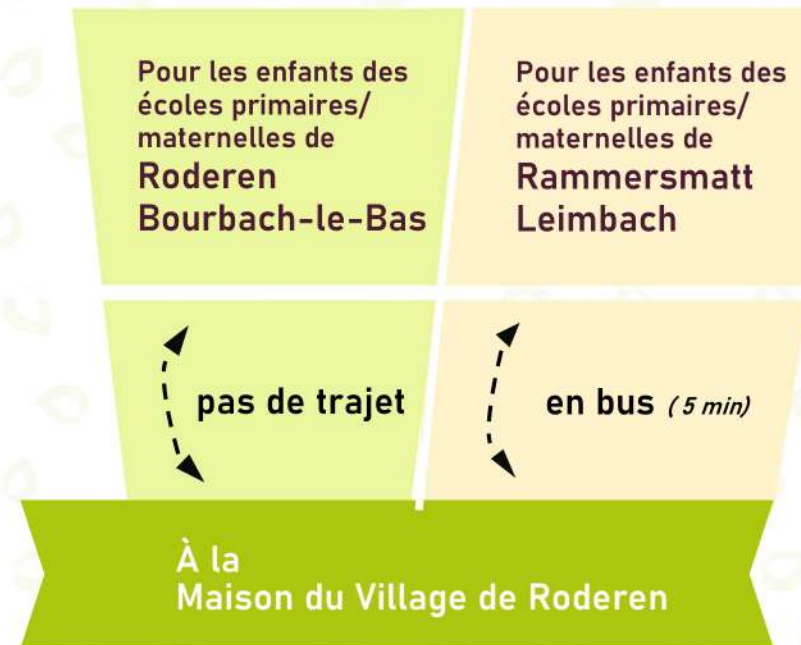 Pour les enfants des
écoles primaires/
maternelles de
Roderen
Bourbach-le-Bas
Pour les enfants des
écoles primaires/
maternelles de
Rammersmatt
Leimbach
pas de trajet
en bus ( 5 min)
À la
Maison du Village de Roderen